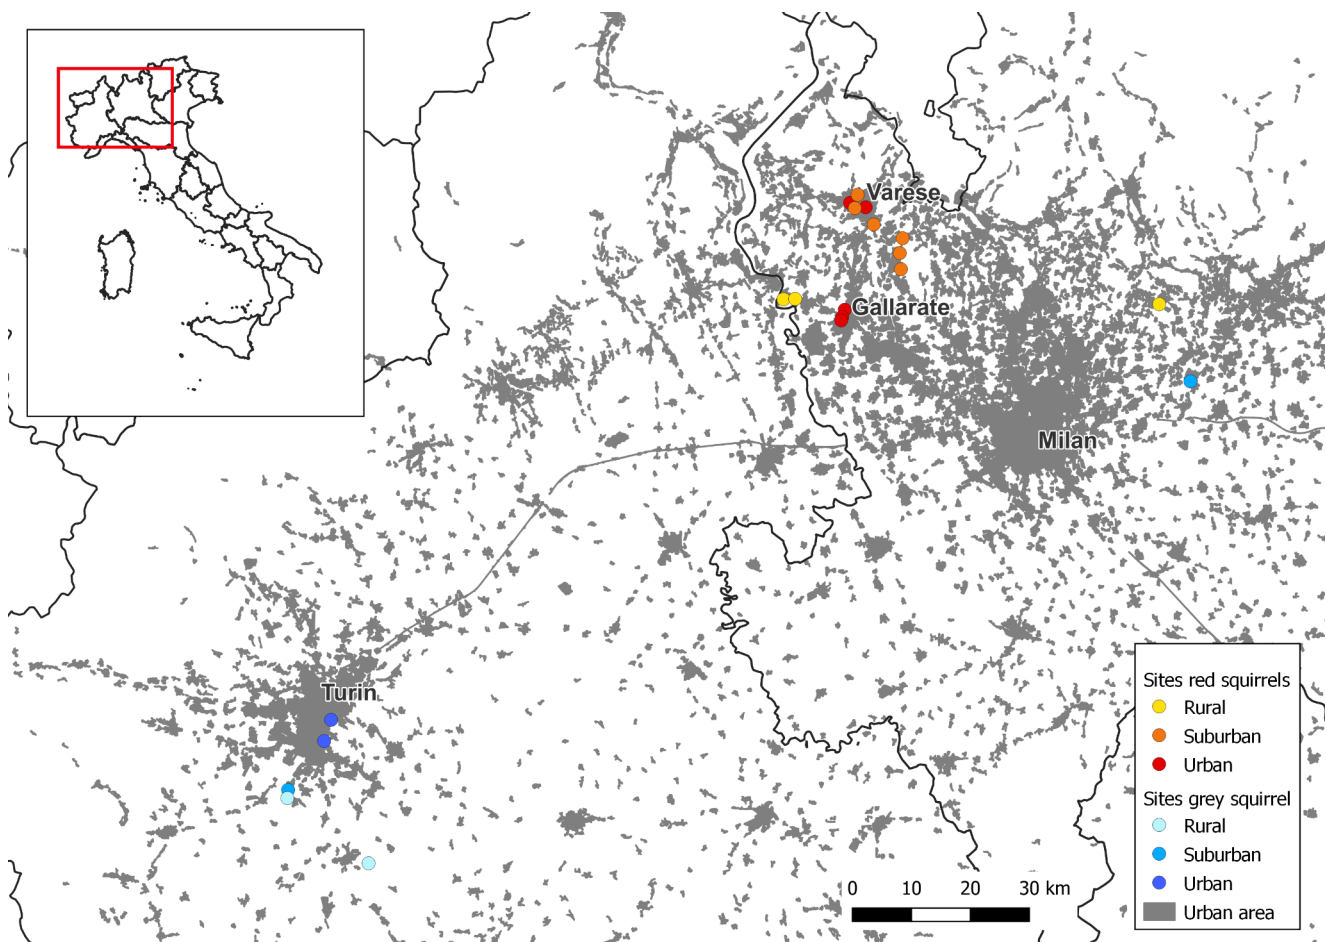 Varese
Gallarate
Milan
Turin
Sites red squirrels
Rural
Suburban
Urban
Sites grey squirrel
Rural
Suburban
Urban
Urban area
0 10 20 30 km